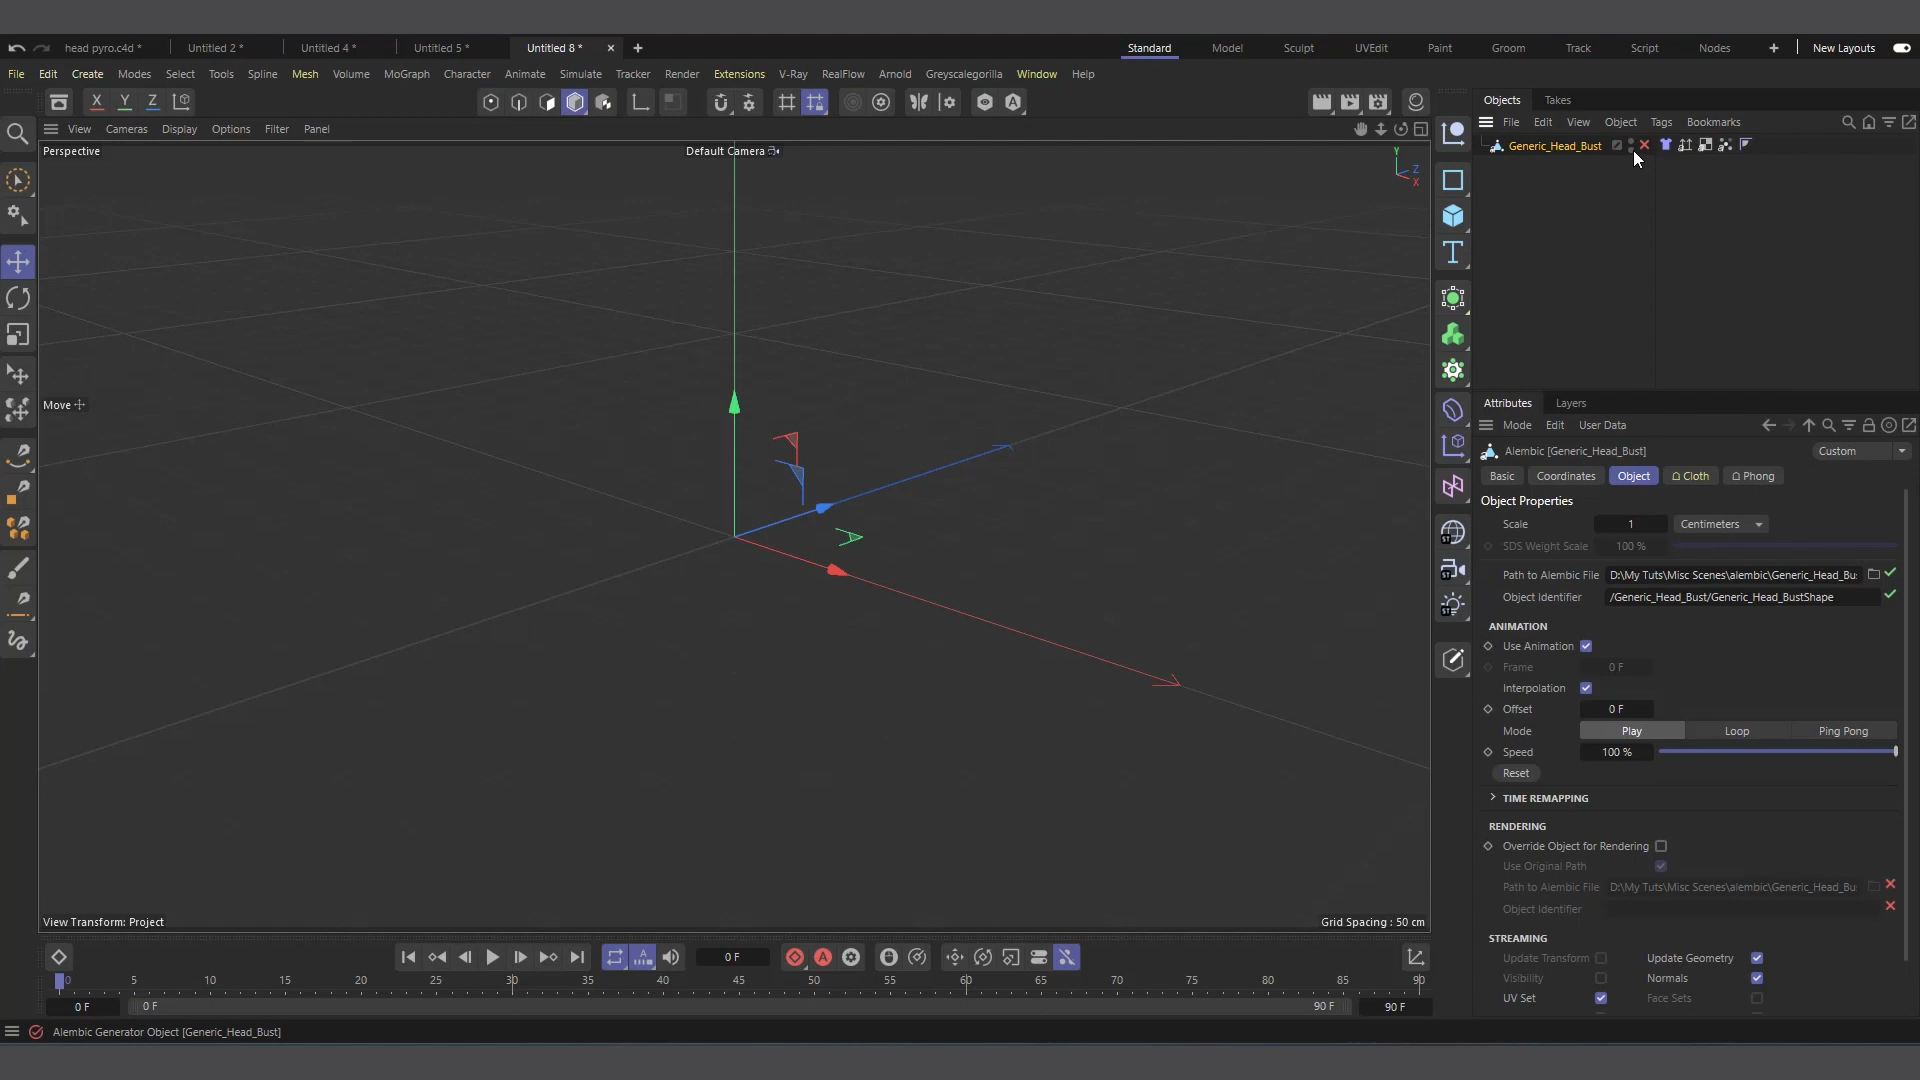 head pyro.c4d *
Untitled 2 *
Untitled 4 *
Untitled 5 *
Untitled 8 *
Standard
Model
Sculpt
UVEdit
Paint
Groom
Track
Script
Nodes
New Layouts
File Edit Create Modes Select Tools Spline Mesh Volume MoGraph Character Animate Simulate Tracker Render Extensions V-Ray RealFlow Arnold Greyscalegorilla Window Help
X Y Z
Objects Takes
View Cameras Display Options Filter Panel
File Edit View Object Tags Bookmarks
Perspective
Default Camera
Y
Z
X
Generic_Head_Bust
Move
Attributes Layers
Mode Edit User Data
Alembic [Generic_Head_Bust]
Custom
Basic Coordinates Object Cloth Phong
Object Properties
Scale 1 Centimeters
SDS Weight Scale 100 %
Path to Alembic File D:\My Tuts\Misc Scenes\alembic\Generic_Head_Bu
Object Identifier /Generic_Head_Bust/Generic_Head_BustShape
ANIMATION
Use Animation
Frame 0 F
Interpolation
Offset 0 F
Mode Play Loop Ping Pong
Speed 100 %
Reset
TIME REMAPPING
RENDERING
Override Object for Rendering
Use Original Path
Path to Alembic File D:\My Tuts\Misc Scenes\alembic\Generic_Head_Bu
Object Identifier
STREAMING
Update Transform Update Geometry
Visibility Normals
UV Set Face Sets
View Transform: Project
Grid Spacing : 50 cm
0 F
0 5 10 15 20 25 30 35 40 45 50 55 60 65 70 75 80 85 90
0 F 0 F 90 F 90 F
Alembic Generator Object [Generic_Head_Bust]